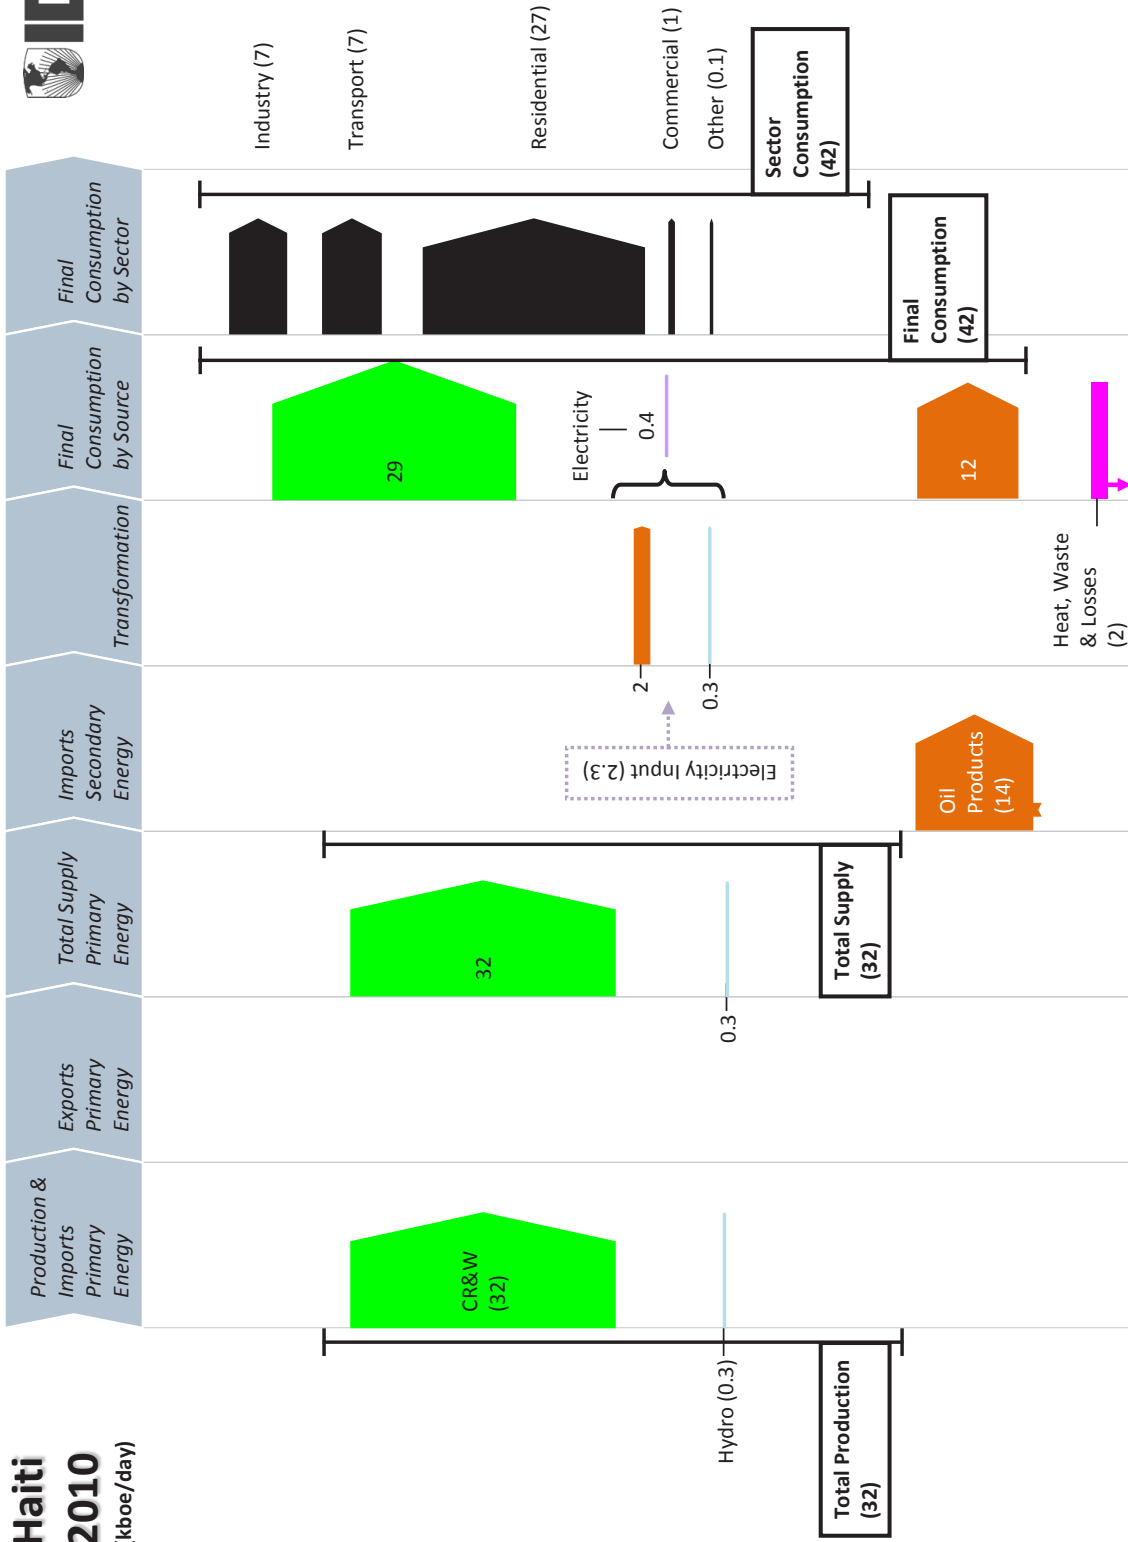 Haiti
2010
(kboe/day)
Production &
Imports
Primary
Energy
Exports
Primary
Energy
Total Supply
Primary
Energy
Imports
Secondary
Energy
Transformation
Final
Consumption
by Source
Final
Consumption
by Sector
CR&W
(32)
Hydro (0.3)
Total Production
(32)
32
0.3
Total Supply
(32)
Oil
Products
(14)
Electricity Input (2.3)
2
0.3
Heat, Waste
& Losses
(2)
29
Electricity
0.4
12
Final
Consumption
(42)
Industry (7)
Transport (7)
Residential (27)
Commercial (1)
Other (0.1)
Sector
Consumption
(42)